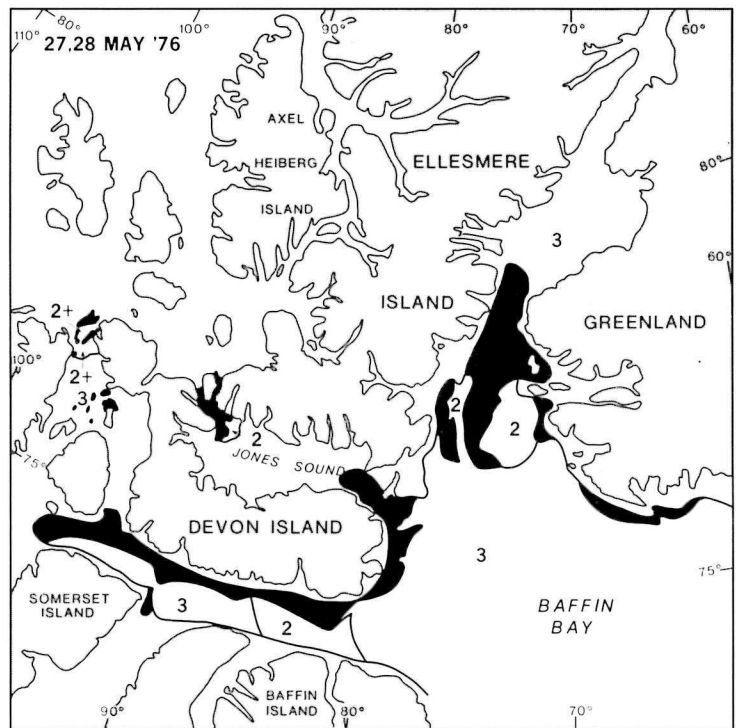 80° 100° 90° 80° 70° 60°
110° 27,28 MAY '76
AXEL
HEIBERG
ISLAND
ELLESMERE
ISLAND
80°
3
60°
GREENLAND
2+
100°
2+
3
2
2
2
JONES SOUND
75°
DEVON ISLAND
3
75°
SOMERSET
ISLAND
3
2
BAFFIN
BAY
BAFFIN
ISLAND
90° 80° 70°